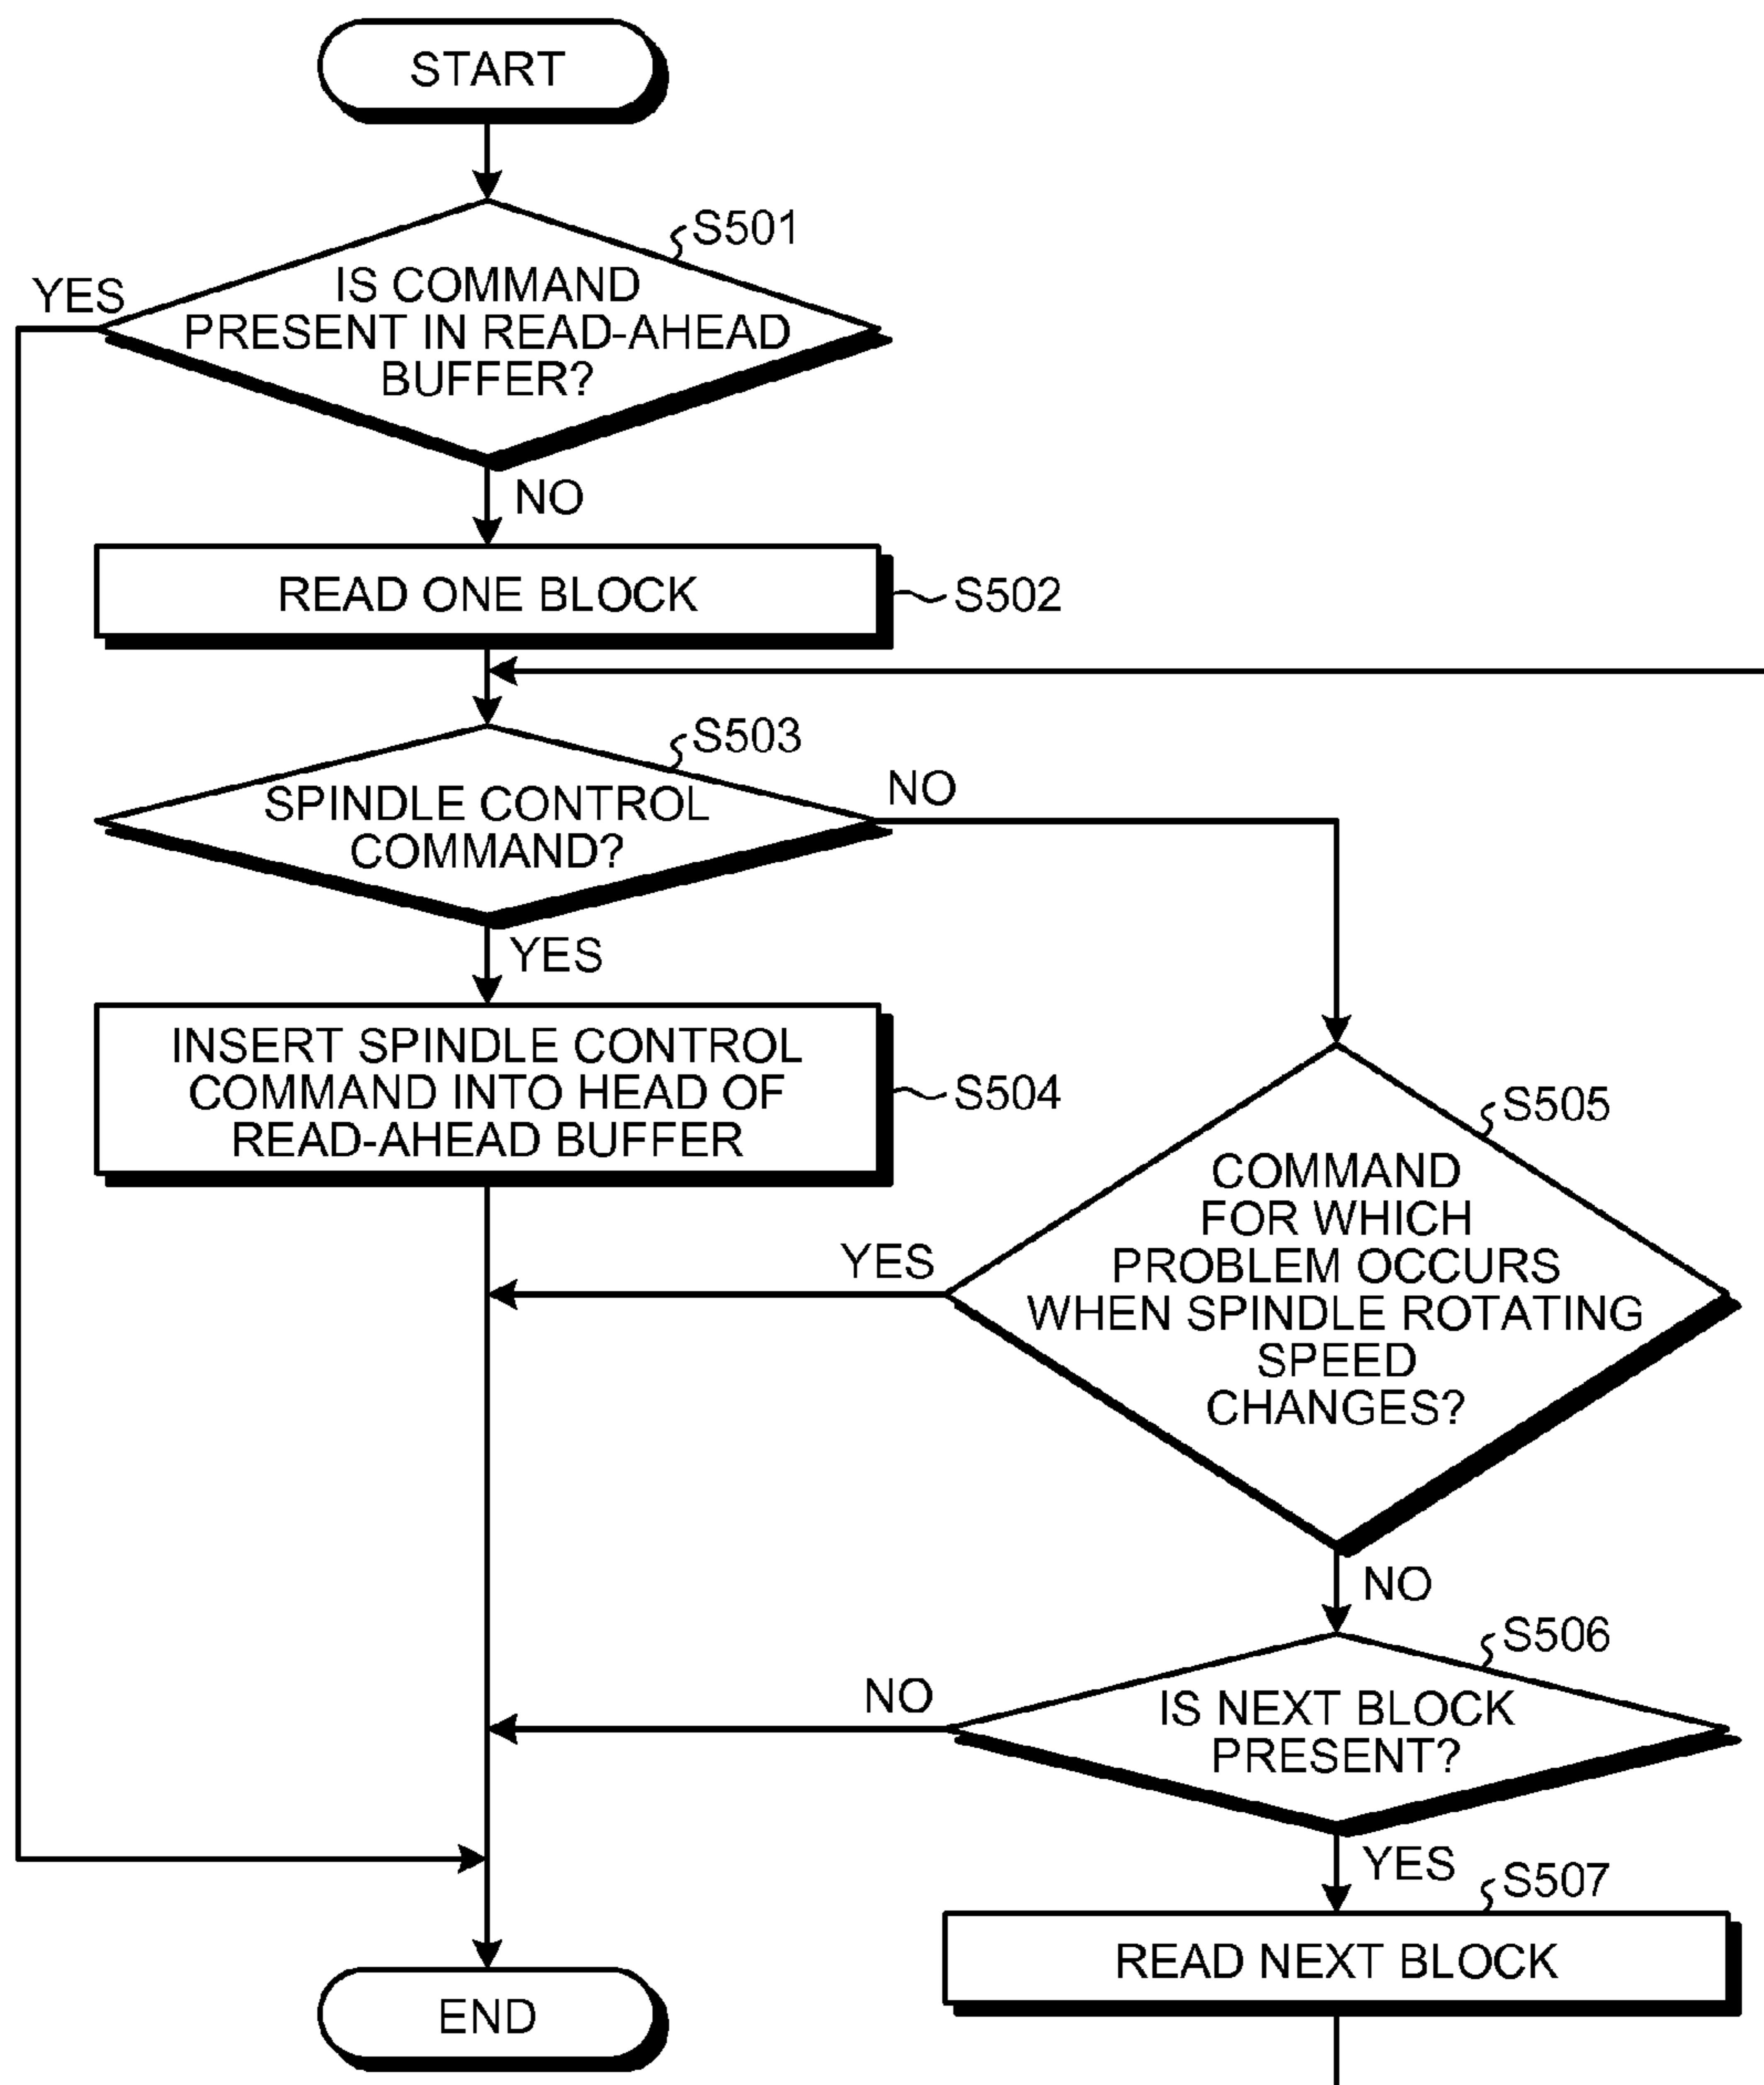 START
S501
YES
IS COMMAND
PRESENT IN READ-AHEAD
BUFFER?
NO
READ ONE BLOCK
S502
S503
SPINDLE CONTROL
COMMAND?
NO
YES
INSERT SPINDLE CONTROL
COMMAND INTO HEAD OF
READ-AHEAD BUFFER
S504
S505
COMMAND
FOR WHICH
PROBLEM OCCURS
WHEN SPINDLE ROTATING
SPEED
CHANGES?
YES
NO
S506
IS NEXT BLOCK
PRESENT?
NO
YES
S507
READ NEXT BLOCK
END